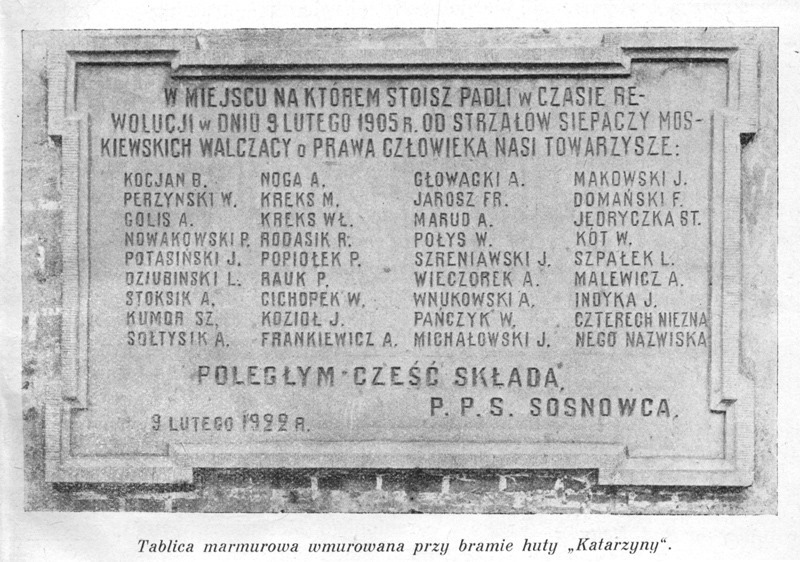 W MIEJSCU NA KTÓREM STOISZ PADLI W CZASIE RE-
WOLUCJI W DNIU 9 LUTEGO 1905 R. OD STRZAŁÓW SIEPACZY MOS-
KIEWSKICH WALCZĄCY O PRAWA CZŁOWIEKA NASI TOWARZYSZE:
KOCJAN B. NOGA A. GŁOWACKI A. MAKOWSKI J.
PERZYNSKI W. KREKS M. JAROSZ FR. DOMAŃSKI F.
GOLIS A. KREKS WŁ. MARUD A. JĘDRYCZKA ST.
NOWAKOWSKI P. RODASIK R. POŁYS W. KÓT W.
POTASIŃSKI J. POPIOŁEK P. SZRENIAWSKI J. SZPAŁEK L.
DZIUBIŃSKI L. RAUK P. WIECZOREK A. MALEWICZ A.
STOKSIK A. CICHOPEK W. WNUKOWSKI A. INDYKA J.
KUMOR SZ. KOZIOŁ J. PAŃCZYK W. CZTERECH NIEZNA
SOŁTYSIK A. FRANKIEWICZ A. MICHAŁOWSKI J. NEGO NAZWISKA
POLEGŁYM CZEŚĆ SKŁADA,
P. P. S. SOSNOWCA.
9 LUTEGO 1922 R.
Tablica marmurowa wmurowana przy bramie huty „Katarzyny“.